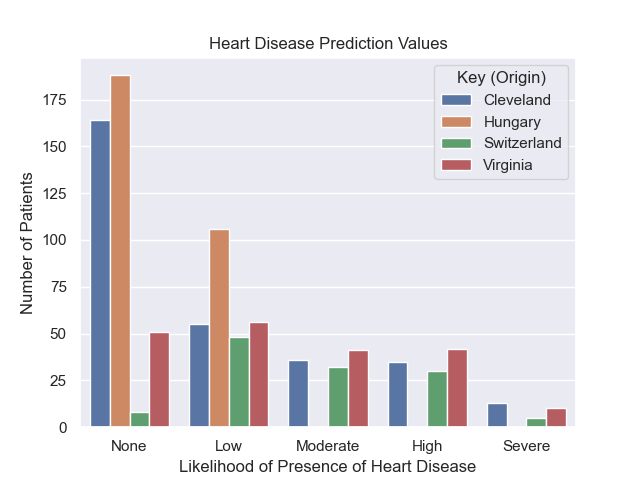 Heart Disease Prediction Values
Key (Origin)
Cleveland
Hungary
Switzerland
Virginia
Number of Patients
175
150
125
100
75
50
25
0
None Low Moderate High Severe
Likelihood of Presence of Heart Disease